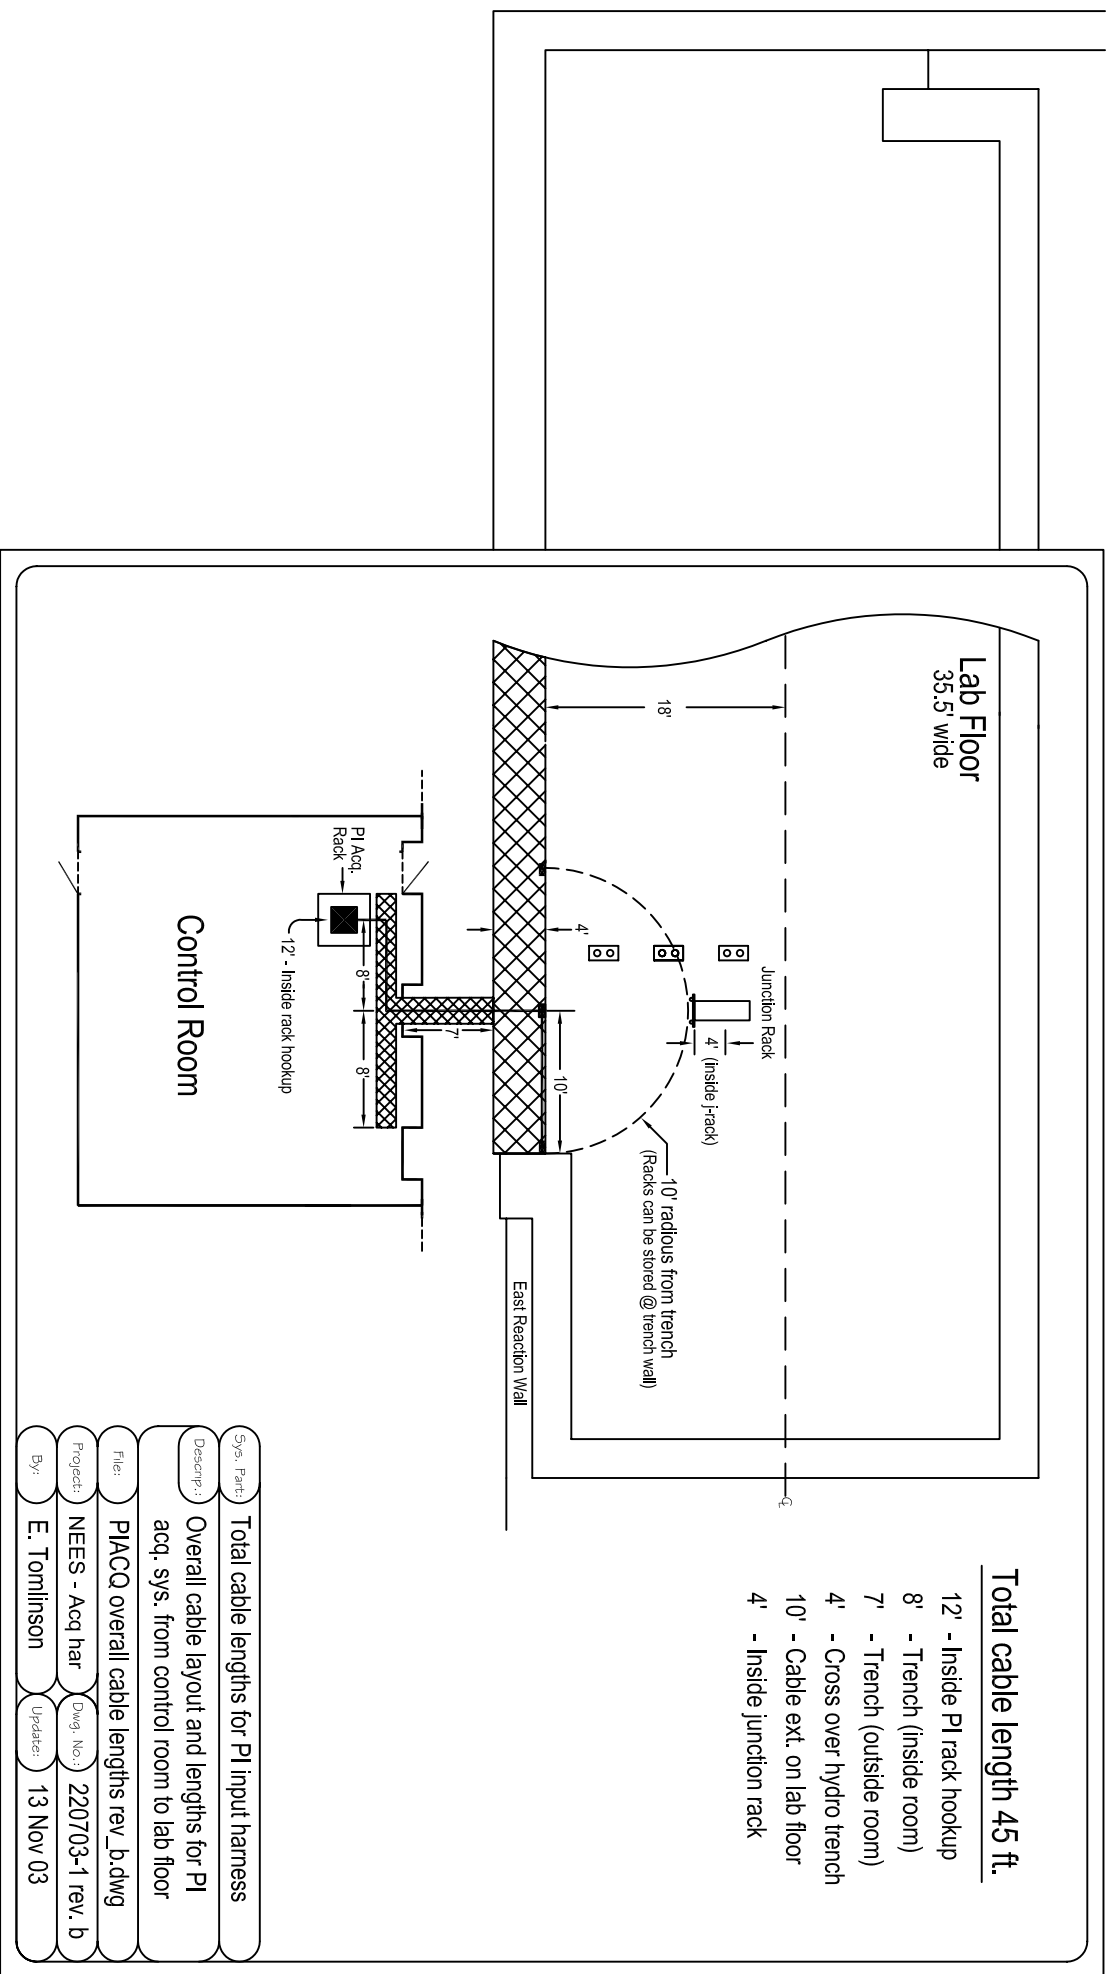 Total cable length 45 ft.
12' - Inside PI rack hookup
8' - Trench (inside room)
7' - Trench (outside room)
4' - Cross over hydro trench
10' - Cable ext. on lab floor
4' - Inside junction rack
Lab Floor
35.5' wide
18'
Junction Rack
4' (inside j-rack)
10' radious from trench
(Racks can be stored @ trench wall)
4'
10'
East Reaction Wall
7'
8'
8'
PI Acq.
Rack
12' - Inside rack hookup
Control Room
℄
Sys. Part: Total cable lengths for PI input harness
Descrip.: Overall cable layout and lengths for PI
acq. sys. from control room to lab floor
File: PIACQ overall cable lengths rev_b.dwg
Project: NEES - Acq har Dwg. No.: 220703-1 rev. b
By: E. Tomlinson Update: 13 Nov 03